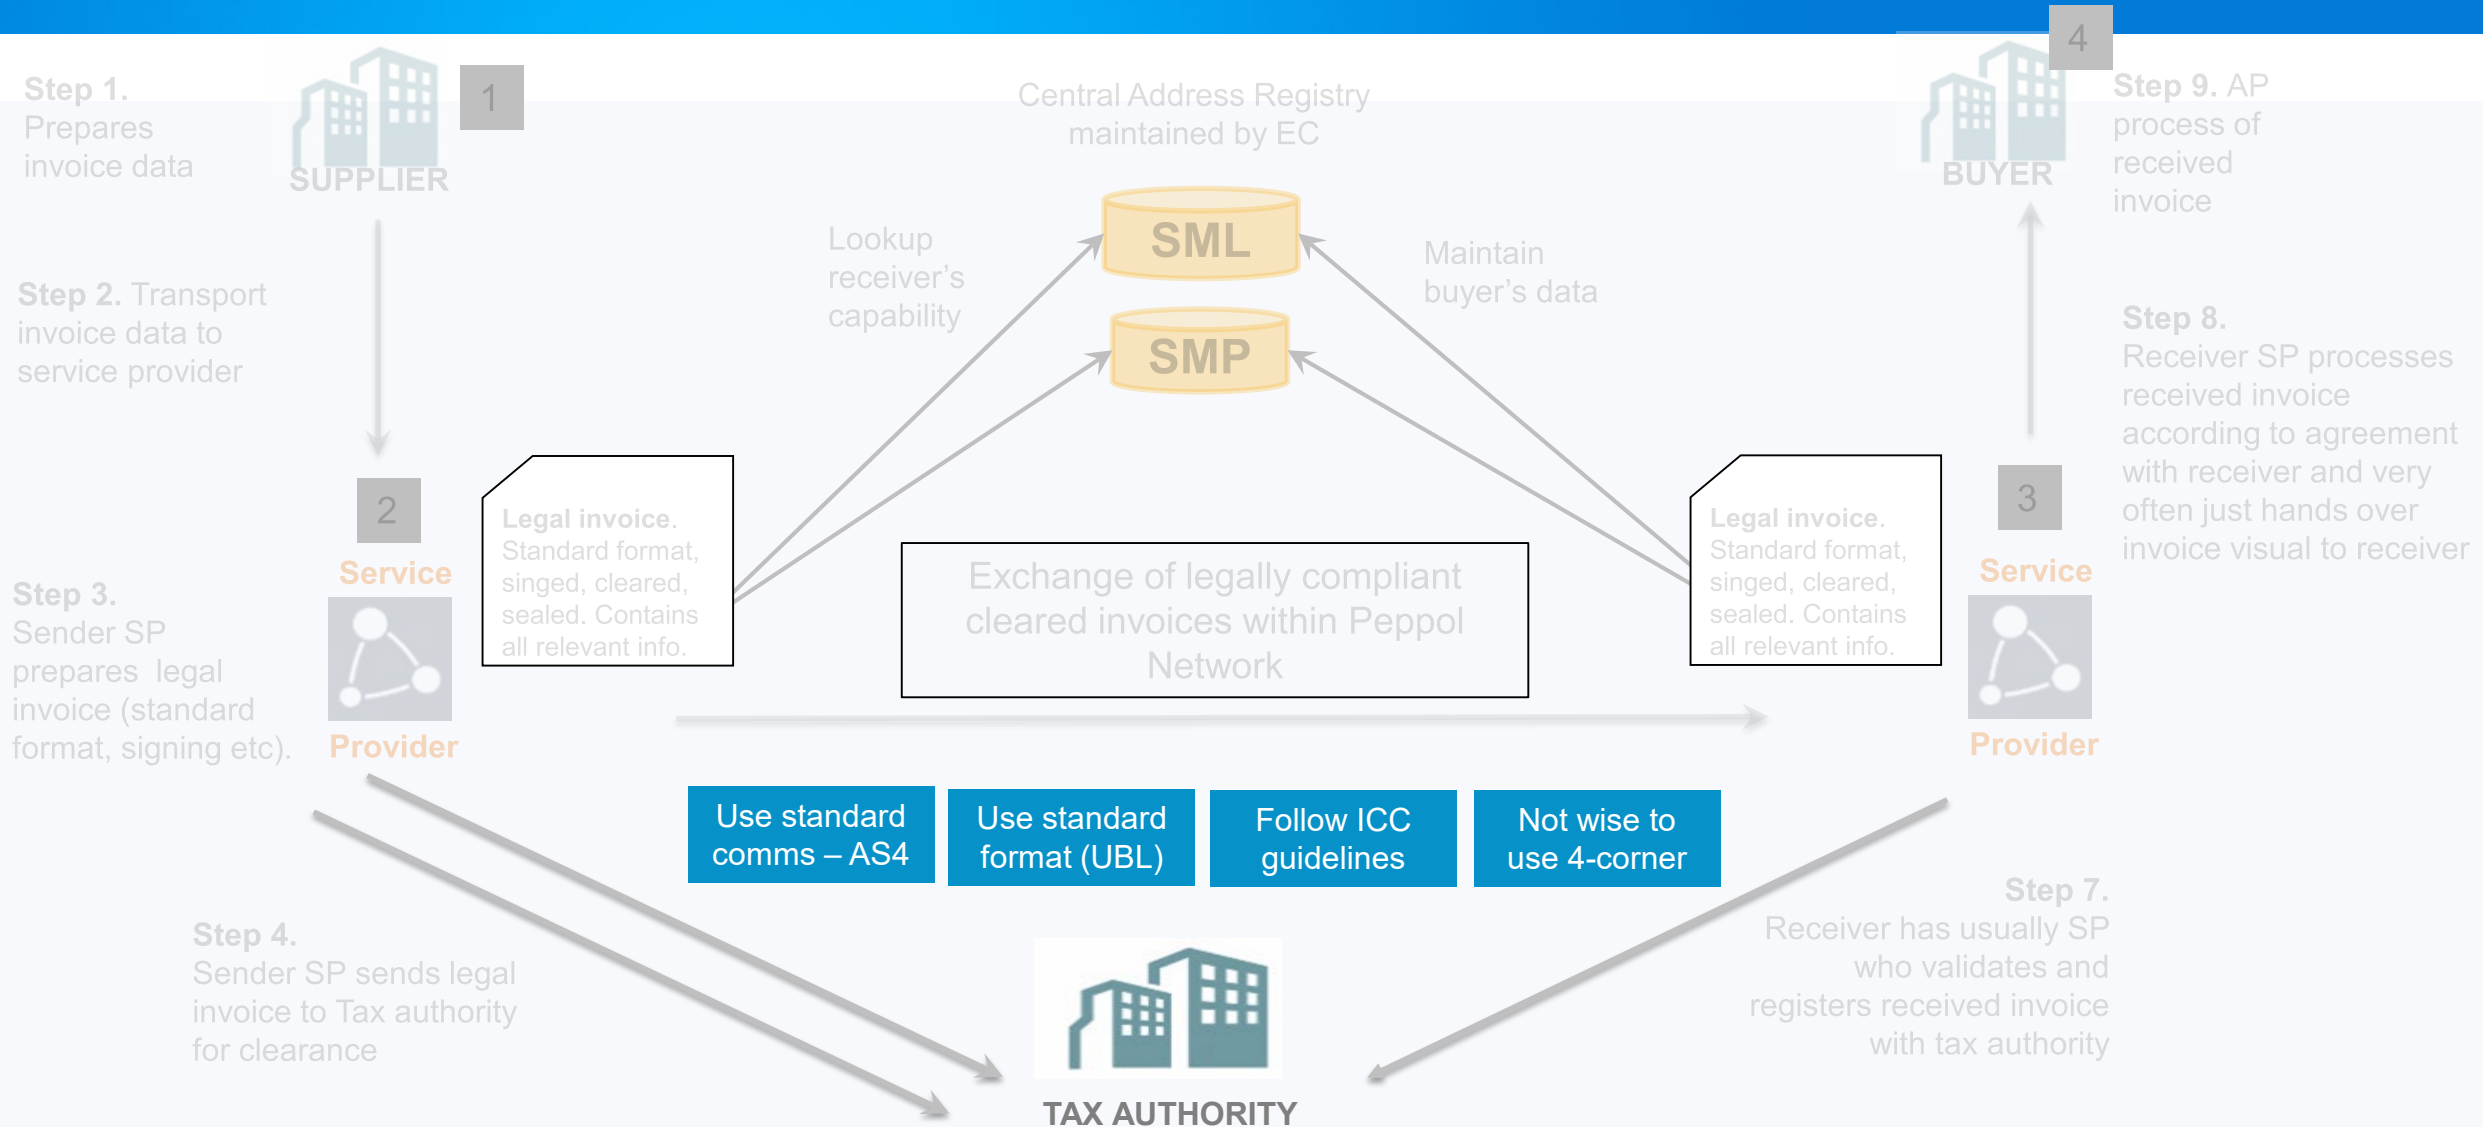 Step 1.
Prepares
invoice data
SUPPLIER
1
Central Address Registry
maintained by EC
4
BUYER
Step 9. AP
process of
received
invoice
Step 2. Transport
invoice data to
service provider
Lookup
receiver's
capability
SML
SMP
Maintain
buyer's data
Step 8.
Receiver SP processes
received invoice
according to agreement
with receiver and very
often just hands over
invoice visual to receiver
2
Service
Provider
Legal invoice.
Standard format,
singed, cleared,
sealed. Contains
all relevant info.
Exchange of legally compliant
cleared invoices within Peppol
Network
Legal invoice.
Standard format,
singed, cleared,
sealed. Contains
all relevant info.
3
Service
Provider
Step 3.
Sender SP
prepares  legal
invoice (standard
format, signing etc).
Use standard
comms – AS4
Use standard
format (UBL)
Follow ICC
guidelines
Not wise to
use 4-corner
Step 4.
Sender SP sends legal
invoice to Tax authority
for clearance
TAX AUTHORITY
Step 7.
Receiver has usually SP
who validates and
registers received invoice
with tax authority